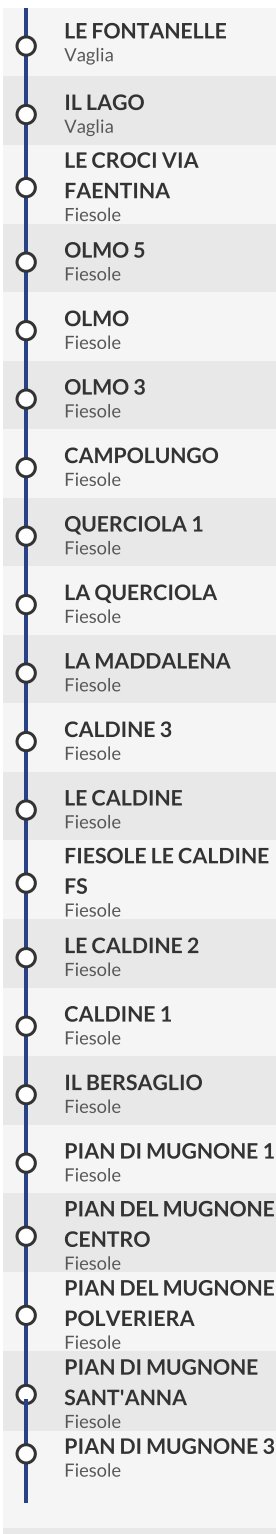 LE FONTANELLE
Vaglia
IL LAGO
Vaglia
LE CROCI VIA
FAENTINA
Fiesole
OLMO 5
Fiesole
OLMO
Fiesole
OLMO 3
Fiesole
CAMPOLUNGO
Fiesole
QUERCIOLA 1
Fiesole
LA QUERCIOLA
Fiesole
LA MADDALENA
Fiesole
CALDINE 3
Fiesole
LE CALDINE
Fiesole
FIESOLE LE CALDINE
FS
Fiesole
LE CALDINE 2
Fiesole
CALDINE 1
Fiesole
IL BERSAGLIO
Fiesole
PIAN DI MUGNONE 1
Fiesole
PIAN DEL MUGNONE
CENTRO
Fiesole
PIAN DEL MUGNONE
POLVERIERA
Fiesole
PIAN DI MUGNONE
SANT'ANNA
Fiesole
PIAN DI MUGNONE 3
Fiesole